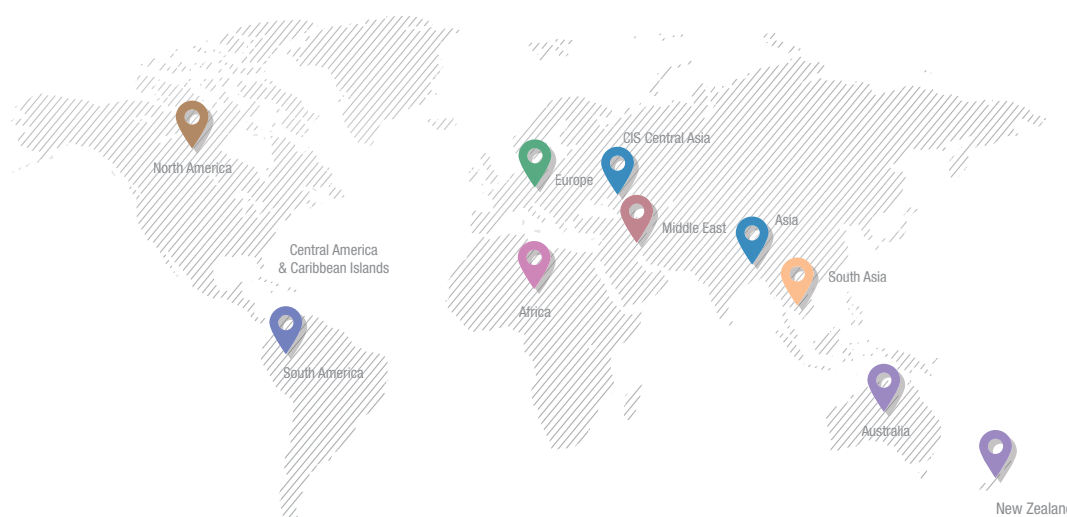 CIS Central Asia
North America
Europe
Asia
Middle East
Central America
& Caribbean Islands
South Asia
Africa
South America
Australia
New Zealan